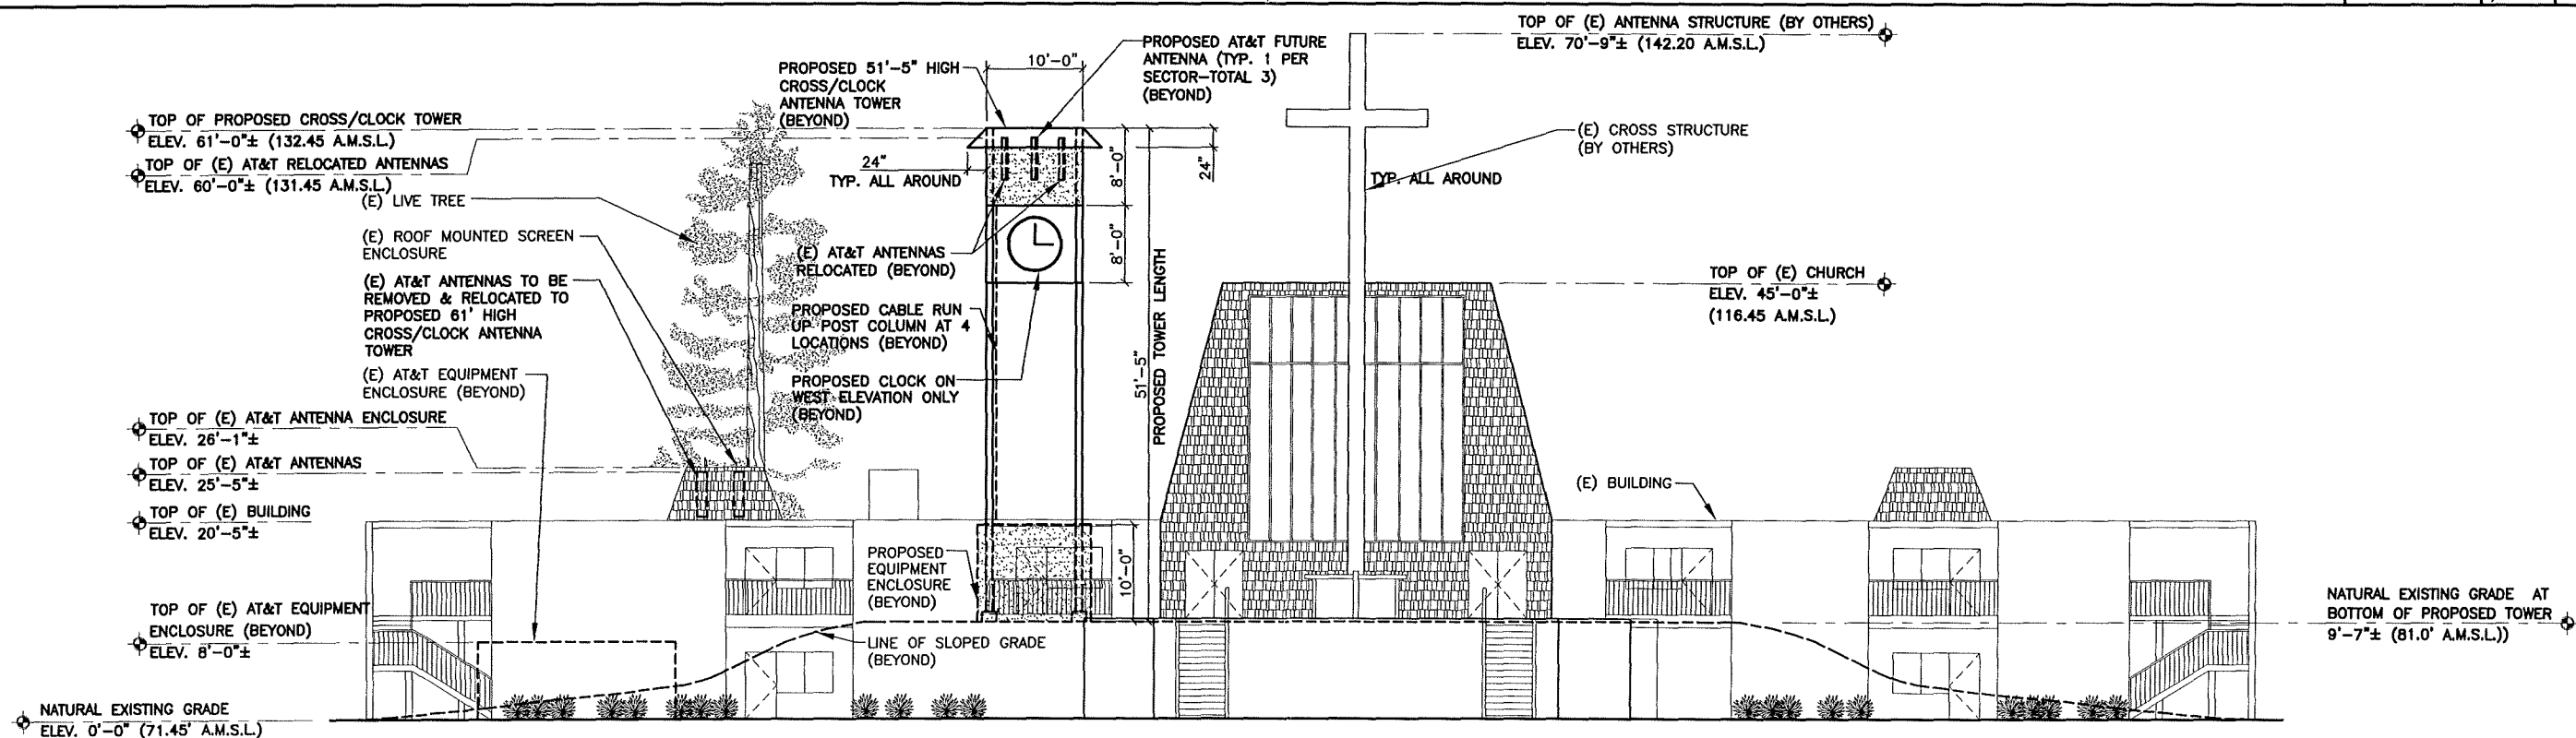 TOP OF (E) ANTENNA STRUCTURE (BY OTHERS)
ELEV. 70'-9"± (142.20 A.M.S.L.)
PROPOSED AT&T FUTURE
ANTENNA (TYP. 1 PER
SECTOR-TOTAL 3)
(BEYOND)
10'-0"
PROPOSED 51'-5" HIGH
CROSS/CLOCK
ANTENNA TOWER
(BEYOND)
TOP OF PROPOSED CROSS/CLOCK TOWER
ELEV. 61'-0"± (132.45 A.M.S.L.)
TOP OF (E) AT&T RELOCATED ANTENNAS
ELEV. 60'-0"± (131.45 A.M.S.L.)
(E) LIVE TREE
(E) ROOF MOUNTED SCREEN
ENCLOSURE
(E) AT&T ANTENNAS TO BE
REMOVED & RELOCATED TO
PROPOSED 61' HIGH
CROSS/CLOCK ANTENNA
TOWER
(E) AT&T EQUIPMENT
ENCLOSURE (BEYOND)
24"
TYP. ALL AROUND
8'-0"
24"
8'-0"
(E) AT&T ANTENNAS
RELOCATED (BEYOND)
PROPOSED CABLE RUN
UP POST COLUMN AT 4
LOCATIONS (BEYOND)
PROPOSED CLOCK ON
WEST ELEVATION ONLY
(BEYOND)
51'-5"
PROPOSED TOWER LENGTH
(E) CROSS STRUCTURE
(BY OTHERS)
TYP. ALL AROUND
TOP OF (E) CHURCH
ELEV. 45'-0"±
(116.45 A.M.S.L.)
TOP OF (E) AT&T ANTENNA ENCLOSURE
ELEV. 26'-1"±
TOP OF (E) AT&T ANTENNAS
ELEV. 25'-5"±
TOP OF (E) BUILDING
ELEV. 20'-5"±
(E) BUILDING
PROPOSED
EQUIPMENT
ENCLOSURE
(BEYOND)
10'-0"
TOP OF (E) AT&T EQUIPMENT
ENCLOSURE (BEYOND)
ELEV. 8'-0"±
LINE OF SLOPED GRADE
(BEYOND)
NATURAL EXISTING GRADE AT
BOTTOM OF PROPOSED TOWER
9'-7"± (81.0' A.M.S.L.))
NATURAL EXISTING GRADE
ELEV. 0'-0" (71.45' A.M.S.L.)